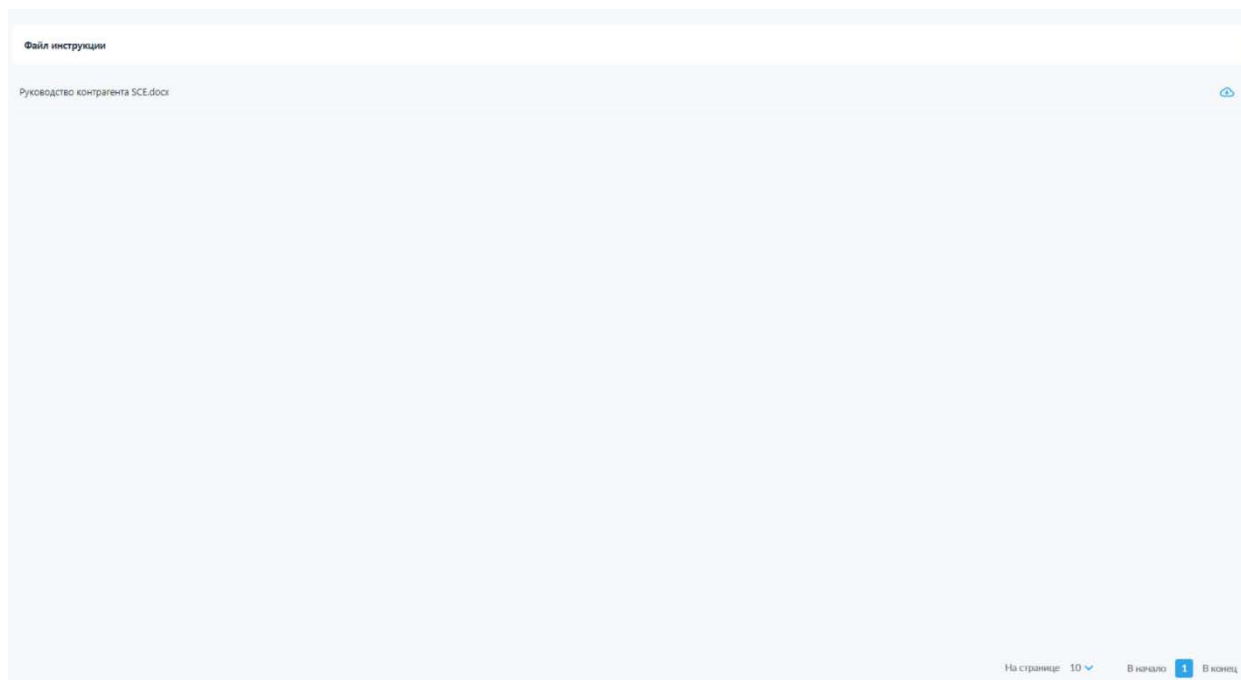 Файл инструкции
Руководство контрагента SCE.docx
На странице 10 В начало 1 В конец